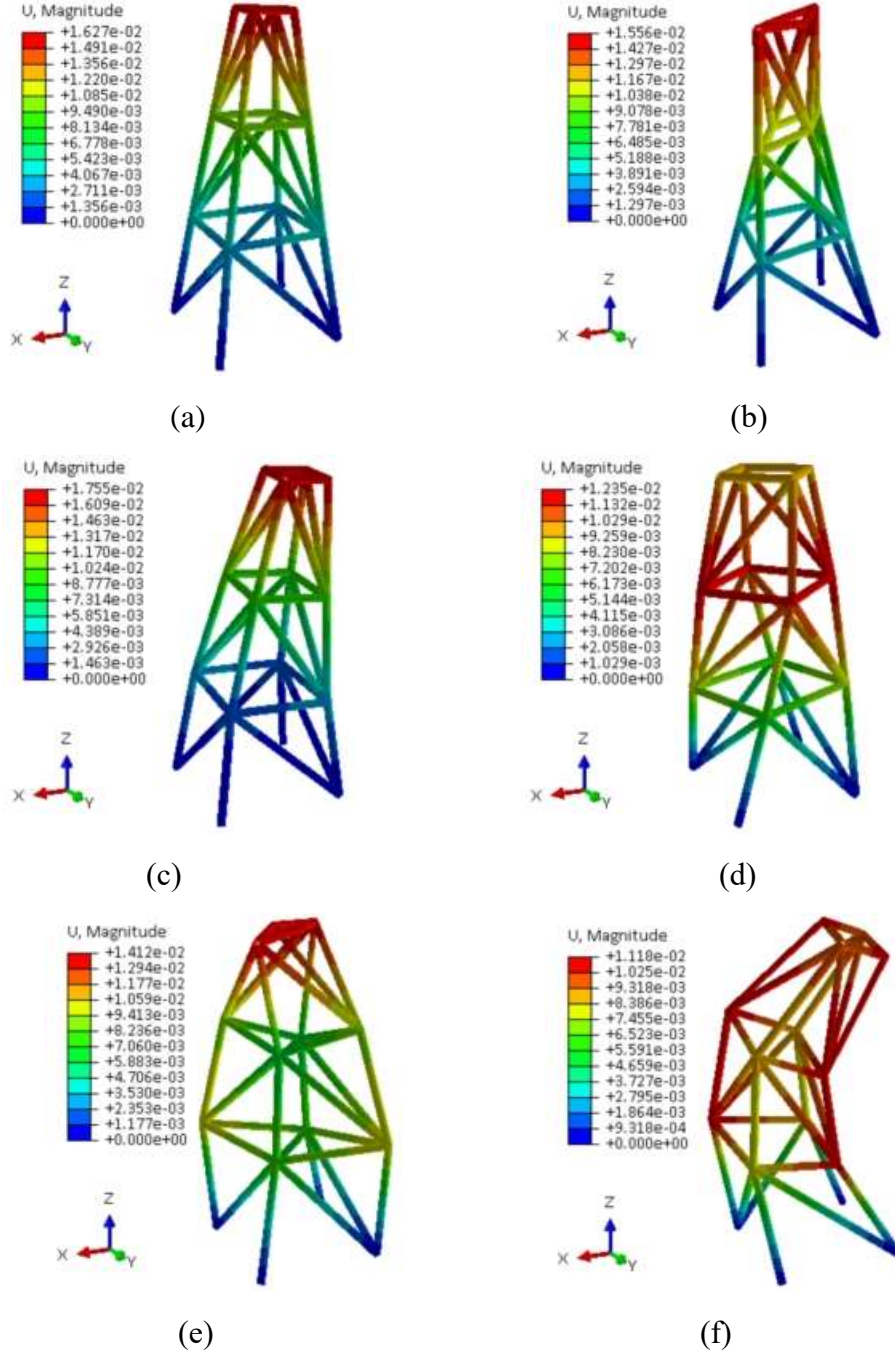 U, Magnitude
+1.627e-02
+1.491e-02
+1.356e-02
+1.220e-02
+1.085e-02
+9.490e-03
+8.134e-03
+6.778e-03
+5.423e-03
+4.067e-03
+2.711e-03
+1.356e-03
+0.000e+00
Z
X
Y
(a)
U, Magnitude
+1.556e-02
+1.427e-02
+1.297e-02
+1.167e-02
+1.038e-02
+9.078e-03
+7.781e-03
+6.485e-03
+5.188e-03
+3.891e-03
+2.594e-03
+1.297e-03
+0.000e+00
Z
X
Y
(b)
U, Magnitude
+1.755e-02
+1.609e-02
+1.463e-02
+1.317e-02
+1.170e-02
+1.024e-02
+8.777e-03
+7.314e-03
+5.851e-03
+4.389e-03
+2.926e-03
+1.463e-03
+0.000e+00
Z
X
Y
(c)
U, Magnitude
+1.235e-02
+1.132e-02
+1.029e-02
+9.259e-03
+8.230e-03
+7.202e-03
+6.173e-03
+5.144e-03
+4.115e-03
+3.086e-03
+2.058e-03
+1.029e-03
+0.000e+00
Z
X
Y
(d)
U, Magnitude
+1.412e-02
+1.294e-02
+1.177e-02
+1.059e-02
+9.413e-03
+8.236e-03
+7.060e-03
+5.883e-03
+4.706e-03
+3.530e-03
+2.353e-03
+1.177e-03
+0.000e+00
Z
X
Y
(e)
U, Magnitude
+1.118e-02
+1.025e-02
+9.318e-03
+8.386e-03
+7.455e-03
+6.523e-03
+5.591e-03
+4.659e-03
+3.727e-03
+2.795e-03
+1.864e-03
+9.318e-04
+0.000e+00
Z
X
Y
(f)